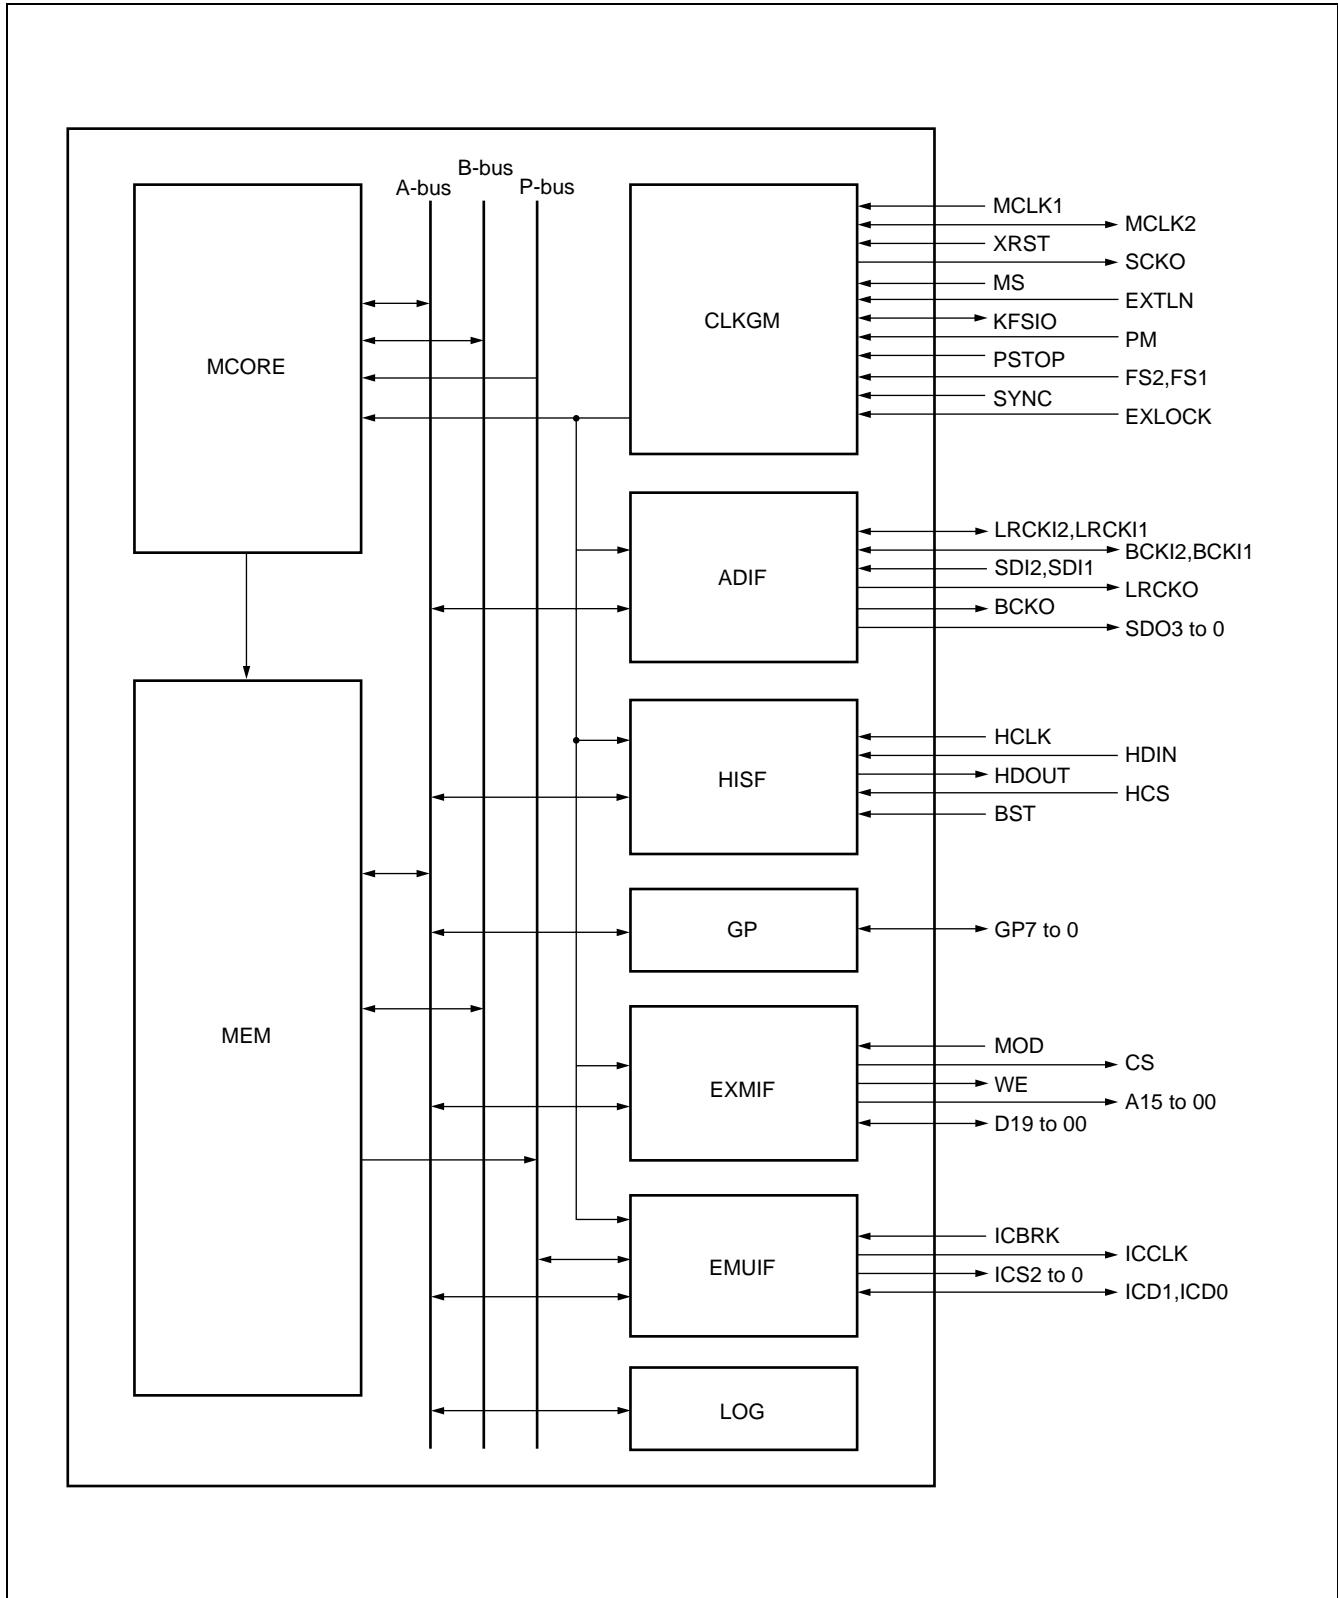 B-bus
A-bus
P-bus
MCORE
CLKGM
MCLK1
MCLK2
XRST
SCKO
MS
EXTLN
KFSIO
PM
PSTOP
FS2,FS1
SYNC
EXLOCK
ADIF
LRCKI2,LRCKI1
BCKI2,BCKI1
SDI2,SDI1
LRCKO
BCKO
SDO3 to 0
HISF
HCLK
HDIN
HDOUT
HCS
BST
GP
GP7 to 0
MEM
EXMIF
MOD
CS
WE
A15 to 00
D19 to 00
EMUIF
ICBRK
ICCLK
ICS2 to 0
ICD1,ICD0
LOG